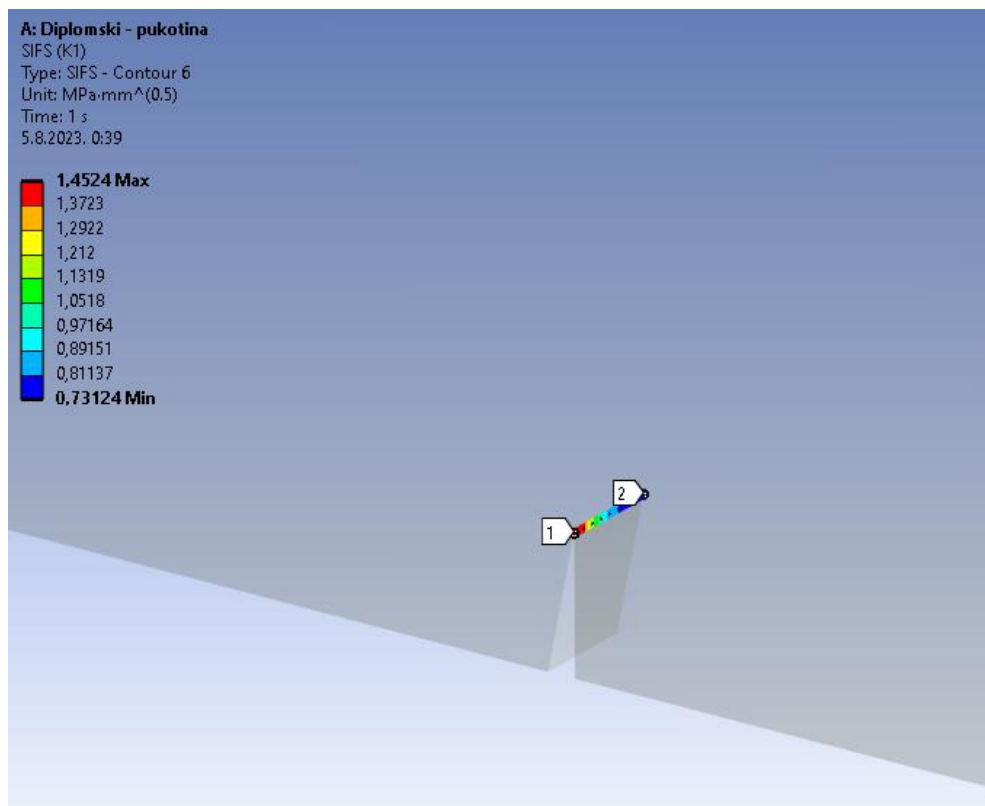 A: Diplomski - pukotina
SIFS (K1)
Type: SIFS - Contour 6
Unit: MPa·mm^(0.5)
Time: 1 s
5.8.2023. 0:39
1,4524 Max
1,3723
1,2922
1,212
1,1319
1,0518
0,97164
0,89151
0,81137
0,73124 Min
2
1